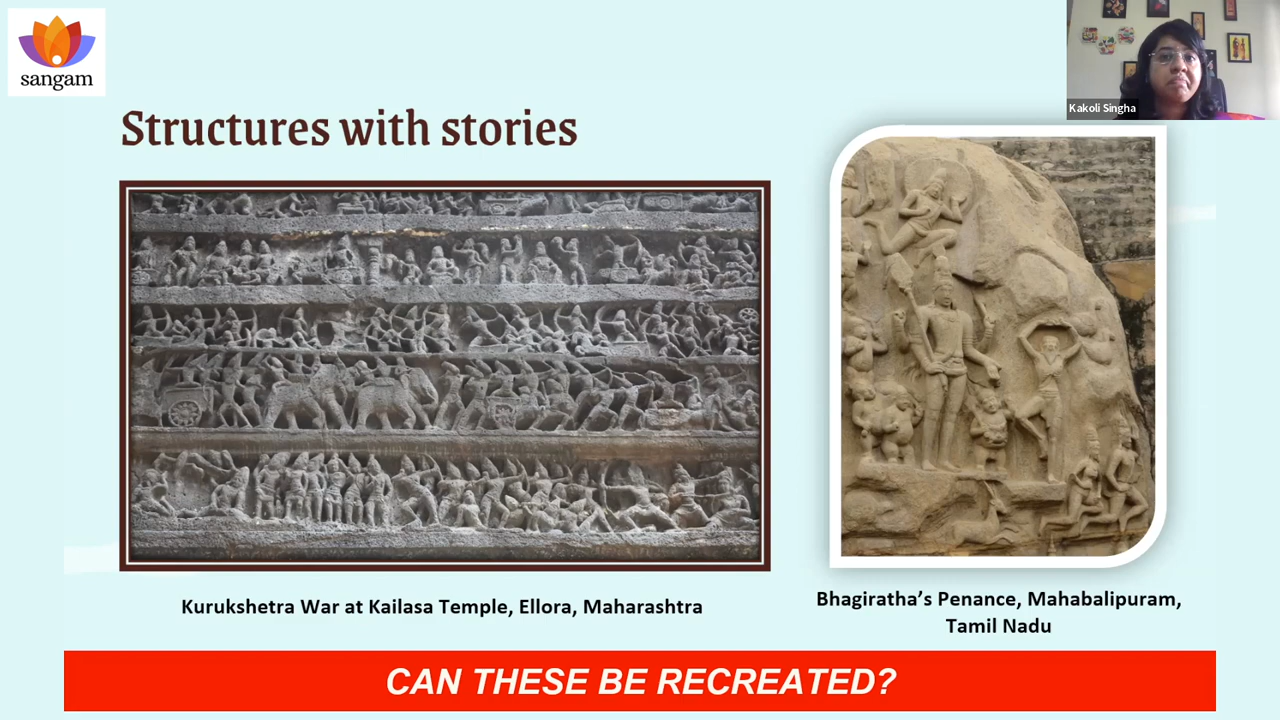 sangam
Kakoli Singha
Structures with stories
Kurukshetra War at Kailasa Temple, Ellora, Maharashtra
Bhagiratha’s Penance, Mahabalipuram,
Tamil Nadu
CAN THESE BE RECREATED?